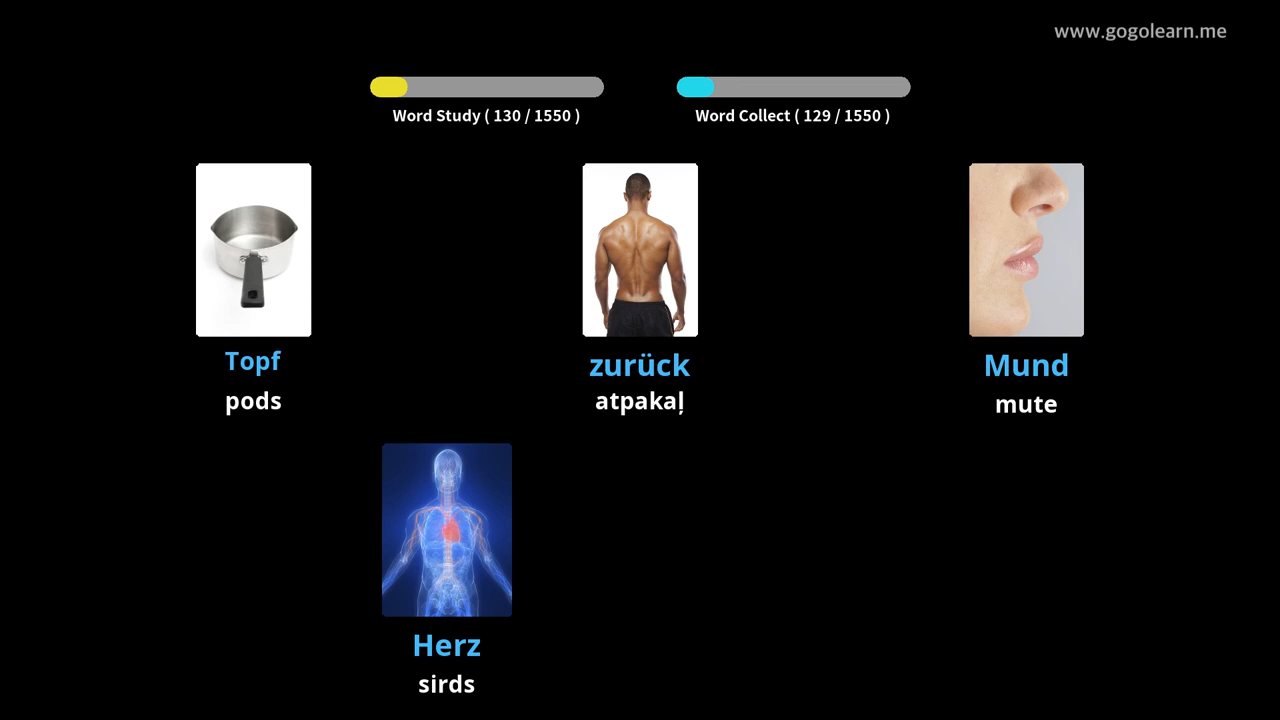 www.gogolearn.me
Word Study ( 130 / 1550 )
Word Collect ( 129 / 1550 )
Topf
pods
zurück
atpakaļ
Mund
mute
Herz
sirds